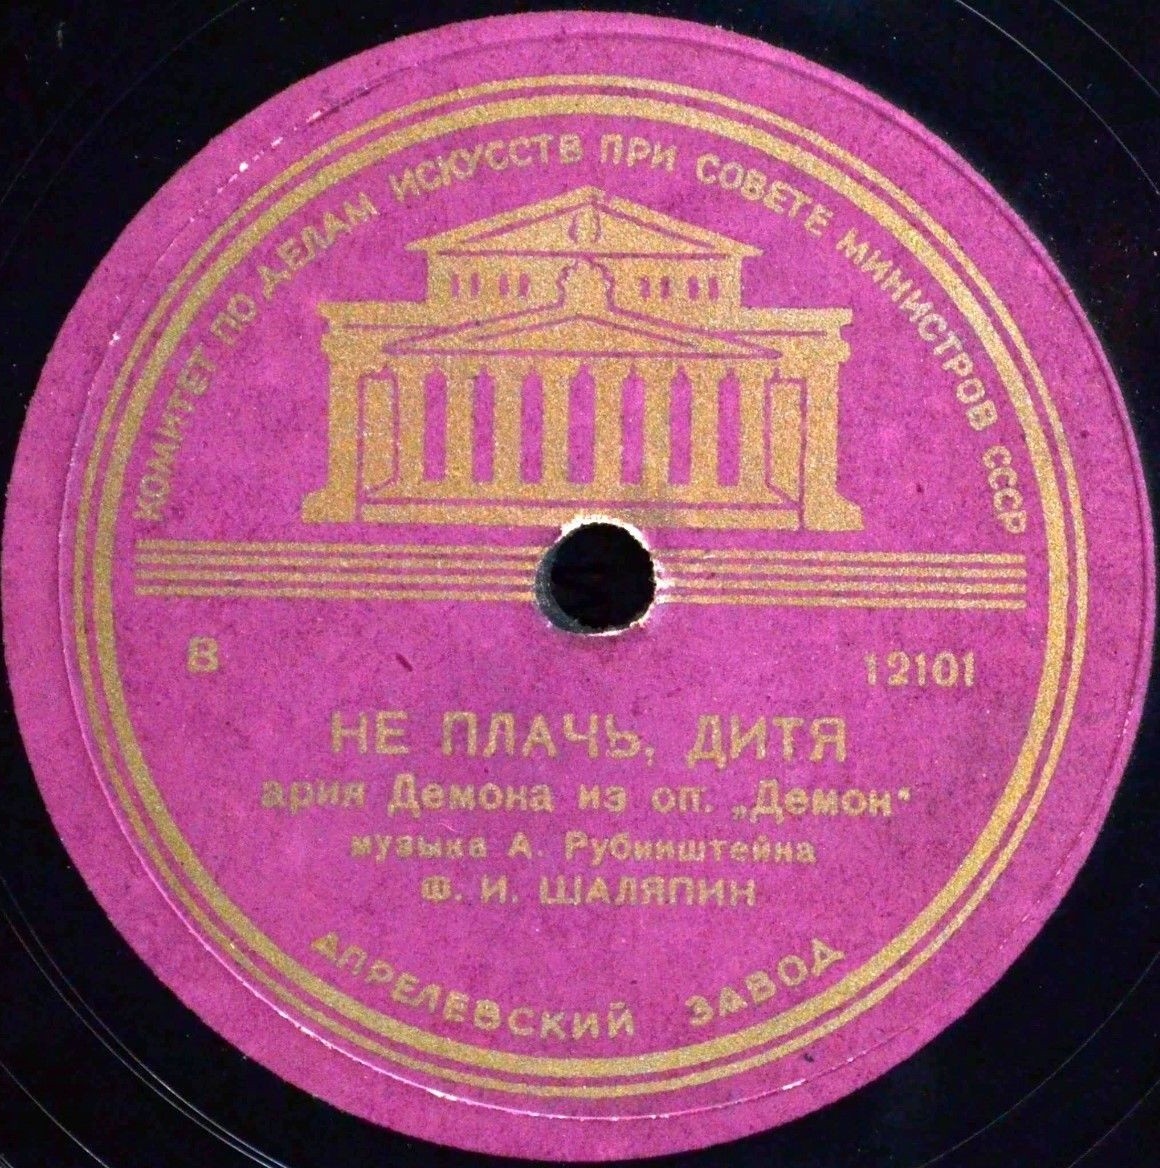 КОМИТЕТ ПО ДЕЛАМ ИСКУССТВ ПРИ СОВЕТЕ МИНИСТРОВ СССР
В 12101
НЕ ПЛАЧЬ, ДИТЯ
ария Демона из оп. „Демон"
музыка А. Рубинштейна
Ф. И. ШАЛЯПИН
АПРЕЛЕВСКИЙ ЗАВОД